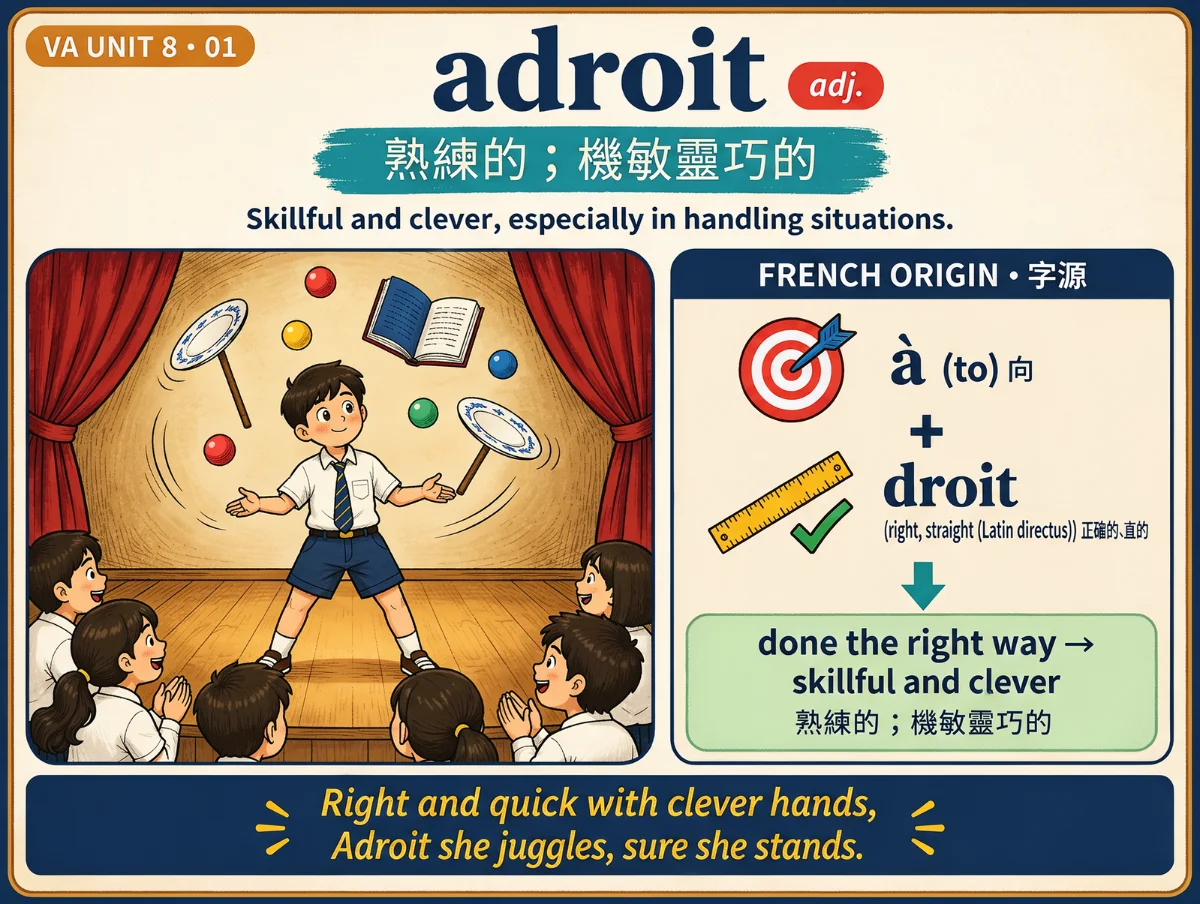 VA UNIT 8 • 01
adroit adj.
熟練的；機敏靈巧的
Skillful and clever, especially in handling situations.
FRENCH ORIGIN • 字源
à (to) 向
+
droit
(right, straight (Latin directus)) 正確的、直的
done the right way →
skillful and clever
熟練的；機敏靈巧的
Right and quick with clever hands,
Adroit she juggles, sure she stands.